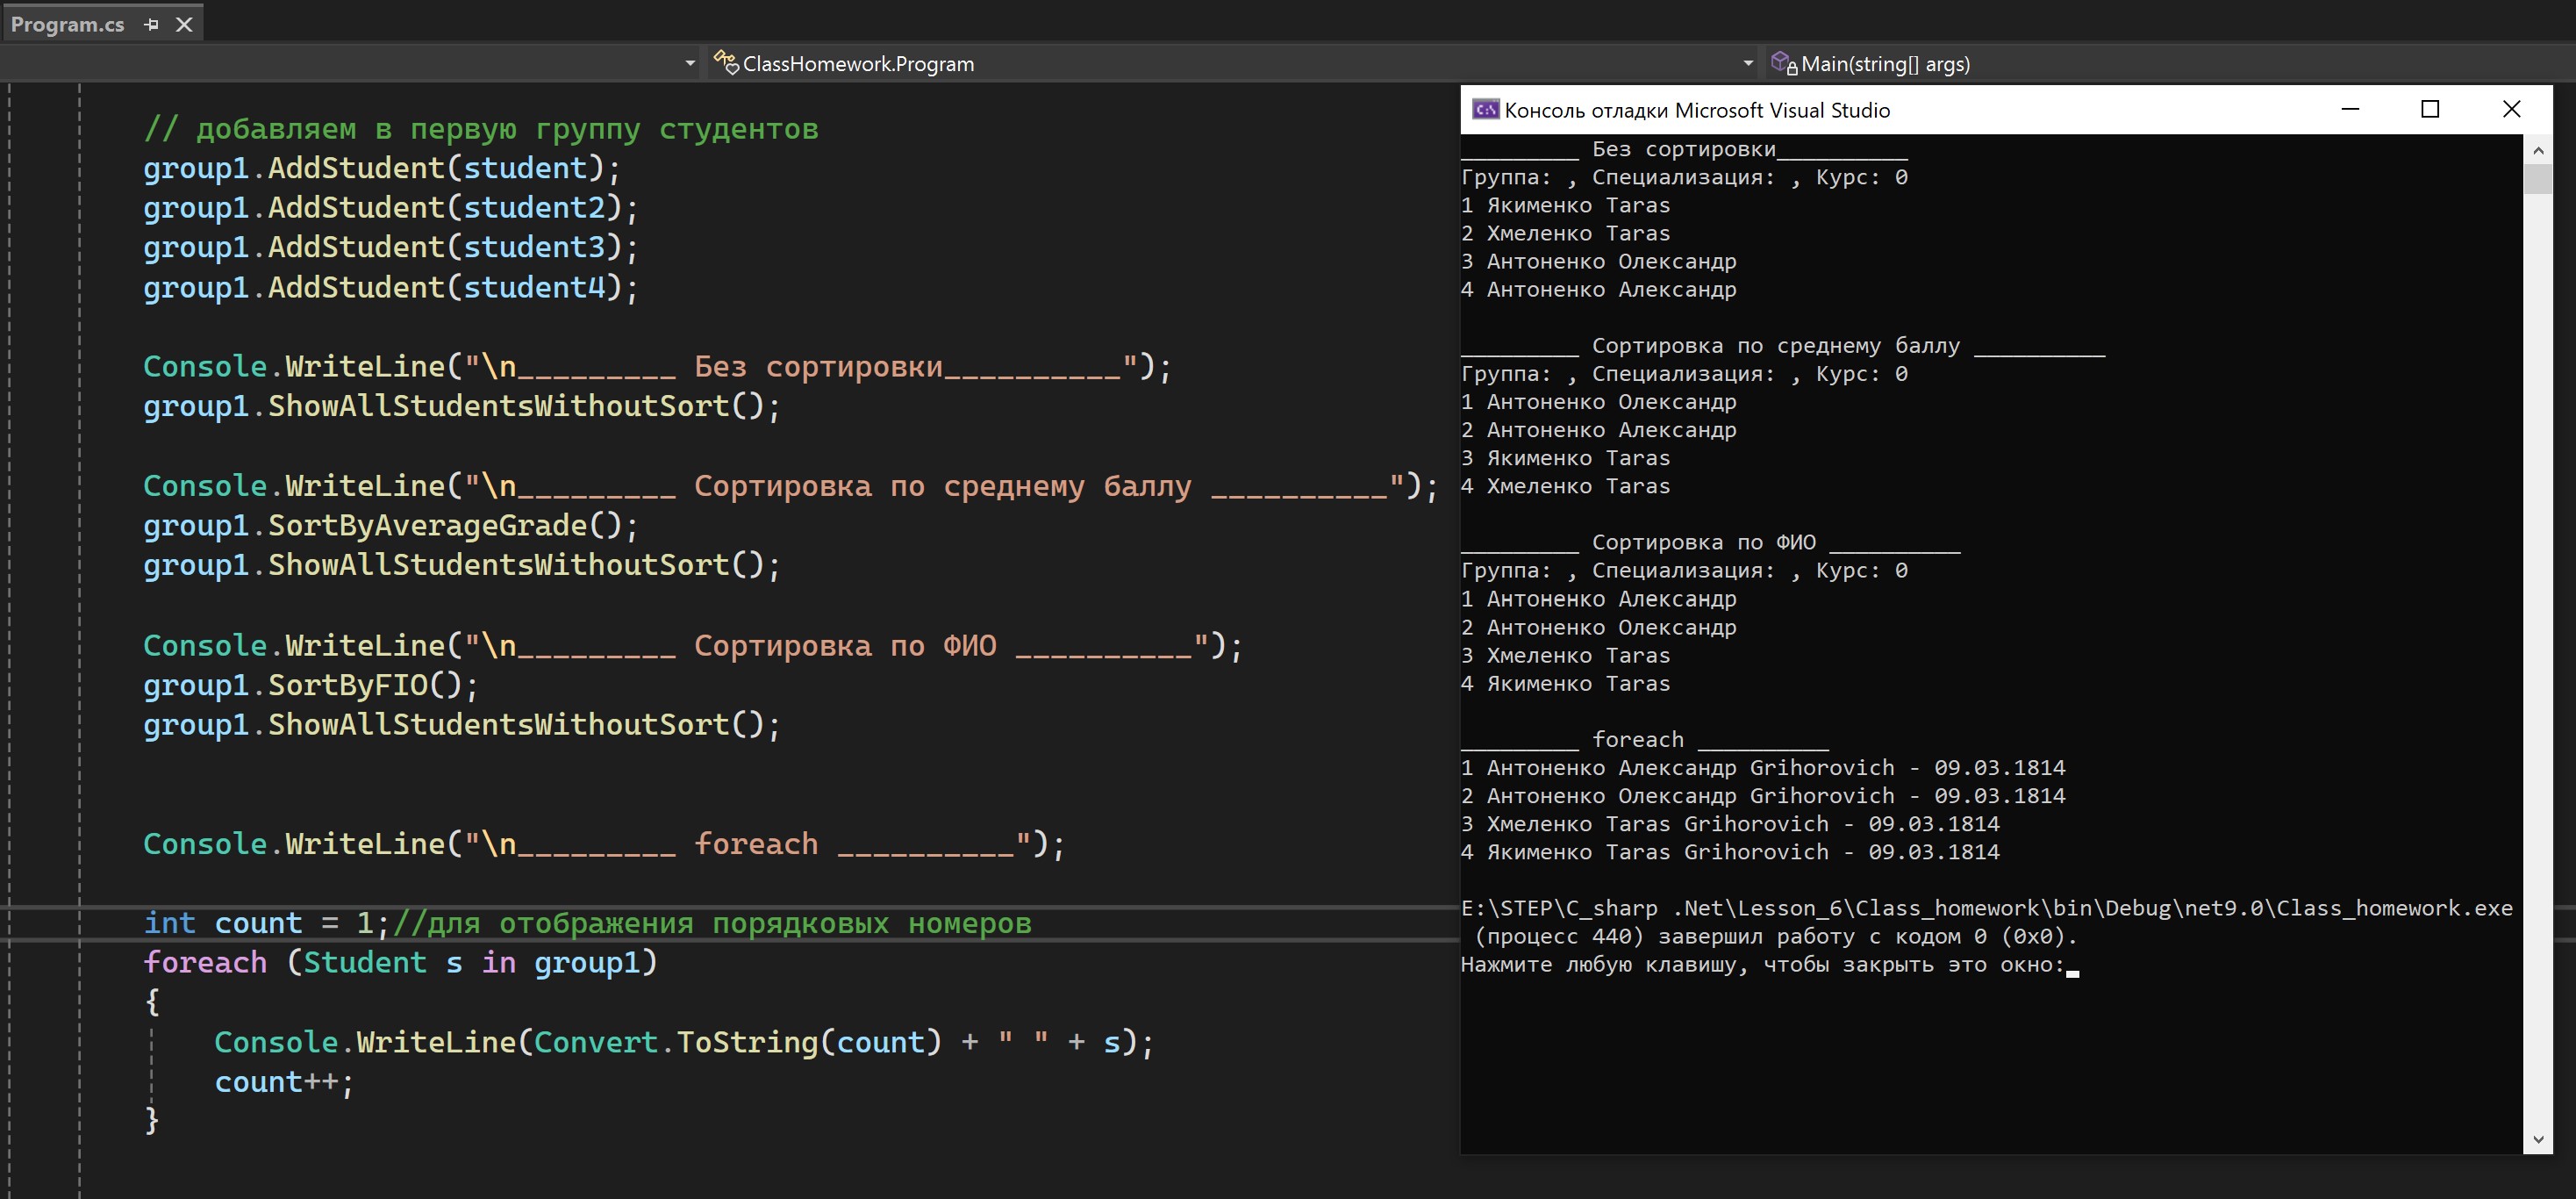 Program.cs
ClassHomework.Program
Main(string[] args)
// добавляем в первую группу студентов
group1.AddStudent(student);
group1.AddStudent(student2);
group1.AddStudent(student3);
group1.AddStudent(student4);
Console.WriteLine("\n_________ Без сортировки__________");
group1.ShowAllStudentsWithoutSort();
Console.WriteLine("\n_________ Сортировка по среднему баллу __________");
group1.SortByAverageGrade();
group1.ShowAllStudentsWithoutSort();
Console.WriteLine("\n_________ Сортировка по ФИО __________");
group1.SortByFIO();
group1.ShowAllStudentsWithoutSort();
Console.WriteLine("\n_________ foreach __________");
int count = 1;//для отображения порядковых номеров
foreach (Student s in group1)
{
Console.WriteLine(Convert.ToString(count) + " " + s);
count++;
}
Консоль отладки Microsoft Visual Studio
_________ Без сортировки__________
Группа: , Специализация: , Курс: 0
1 Якименко Taras
2 Хмеленко Taras
3 Антоненко Олександр
4 Антоненко Александр
_________ Сортировка по среднему баллу __________
Группа: , Специализация: , Курс: 0
1 Антоненко Олександр
2 Антоненко Александр
3 Якименко Taras
4 Хмеленко Taras
_________ Сортировка по ФИО __________
Группа: , Специализация: , Курс: 0
1 Антоненко Александр
2 Антоненко Олександр
3 Хмеленко Taras
4 Якименко Taras
_________ foreach __________
1 Антоненко Александр Grihorovich - 09.03.1814
2 Антоненко Олександр Grihorovich - 09.03.1814
3 Хмеленко Taras Grihorovich - 09.03.1814
4 Якименко Taras Grihorovich - 09.03.1814
E:\STEP\C_sharp .Net\Lesson_6\Class_homework\bin\Debug\net9.0\Class_homework.exe
(процесс 440) завершил работу с кодом 0 (0x0).
Нажмите любую клавишу, чтобы закрыть это окно: